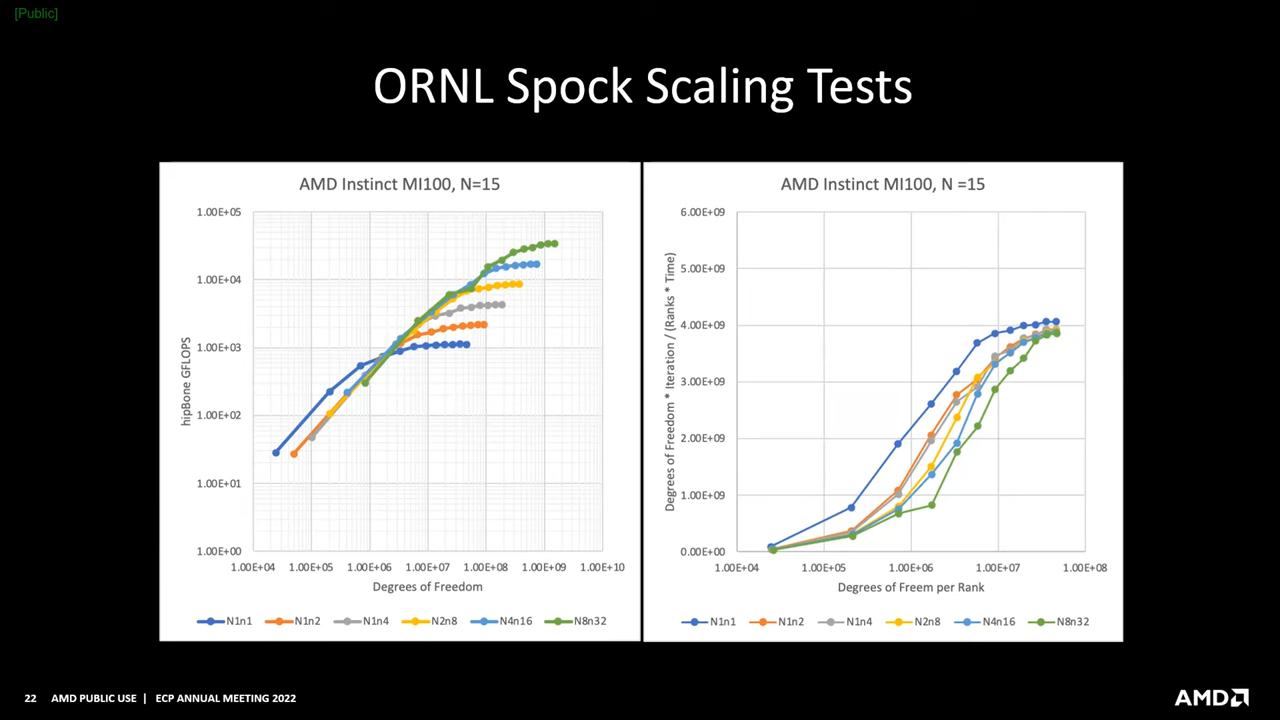 [Public]
ORNL Spock Scaling Tests
AMD Instinct MI100, N=15
1.00E+05
1.00E+04
1.00E+03
1.00E+02
1.00E+01
1.00E+00
hipBone GFLOPS
1.00E+04 1.00E+05 1.00E+06 1.00E+07 1.00E+08 1.00E+09 1.00E+10
Degrees of Freedom
N1n1 N1n2 N1n4 N2n8 N4n16 N8n32
AMD Instinct MI100, N =15
6.00E+09
5.00E+09
4.00E+09
3.00E+09
2.00E+09
1.00E+09
0.00E+00
Degrees of Freedom * Iteration / (Ranks * Time)
1.00E+04 1.00E+05 1.00E+06 1.00E+07 1.00E+08
Degrees of Freem per Rank
N1n1 N1n2 N1n4 N2n8 N4n16 N8n32
22 AMD PUBLIC USE | ECP ANNUAL MEETING 2022
AMD